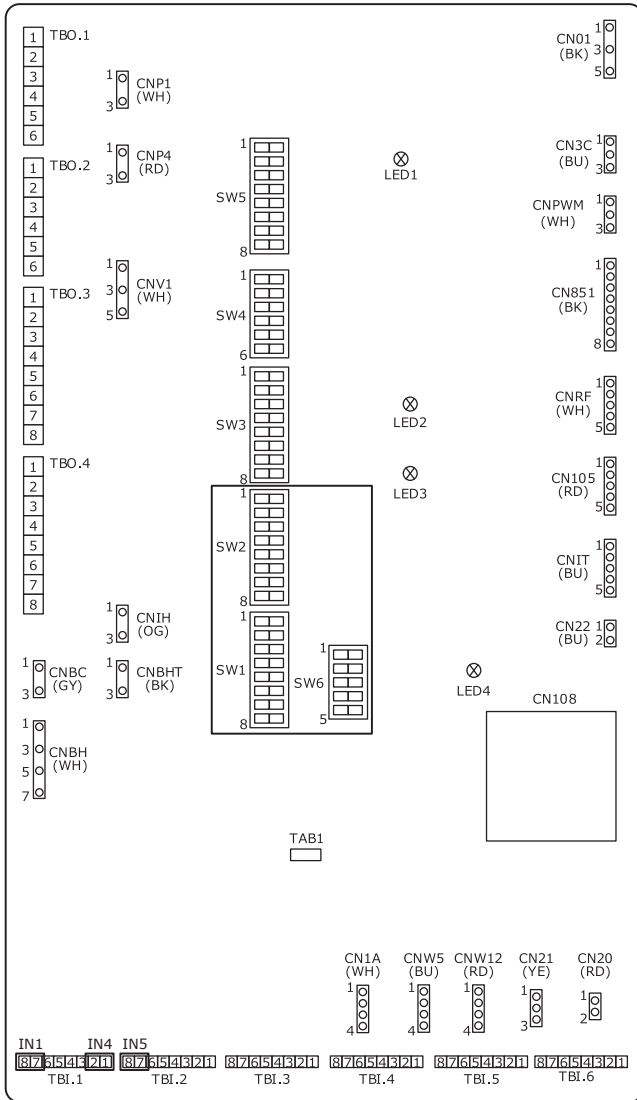 TBO.1
1
2
3
4
5
6
CNP1
(WH)
1
3
CN01
(BK)
1
3
5
TBO.2
1
2
3
4
5
6
CNP4
(RD)
1
3
SW5
1
8
LED1
CN3C
(BU)
1
3
CNPWM
(WH)
1
3
CNV1
(WH)
1
3
5
SW4
1
6
CN851
(BK)
1
8
TBO.3
1
2
3
4
5
6
7
8
SW3
1
8
LED2
CNRF
(WH)
1
5
LED3
CN105
(RD)
1
5
TBO.4
1
2
3
4
5
6
7
8
SW2
1
8
CNIT
(BU)
1
5
CNIH
(OG)
1
3
CN22
(BU)
1
2
CNBC
(GY)
1
3
CNBHT
(BK)
1
3
SW1
1
8
SW6
1
5
LED4
CN108
CNBH
(WH)
1
3
5
7
TAB1
CN1A
(WH)
1
4
CNW5
(BU)
1
4
CNW12
(RD)
1
4
CN21
(YE)
1
3
CN20
(RD)
1
2
IN1 IN4 IN5
87654321 87654321 87654321 87654321 87654321 87654321
TBI.1 TBI.2 TBI.3 TBI.4 TBI.5 TBI.6